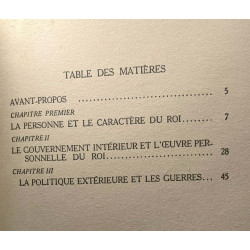 TABLE DES MATIÈRES
AVANT-PROPOS . . . . . . . . . . . . . . . . 5
CHAPITRE PREMIER
LA PERSONNE ET LE CARACTÈRE DU ROI . . . . 7
CHAPITRE II
LE GOUVERNEMENT INTÉRIEUR ET L'ŒUVRE PER-
SONNELLE DU ROI . . . . . . . . . . . . . 28
CHAPITRE III
LA POLITIQUE EXTÉRIEURE ET LES GUERRES . . . 45